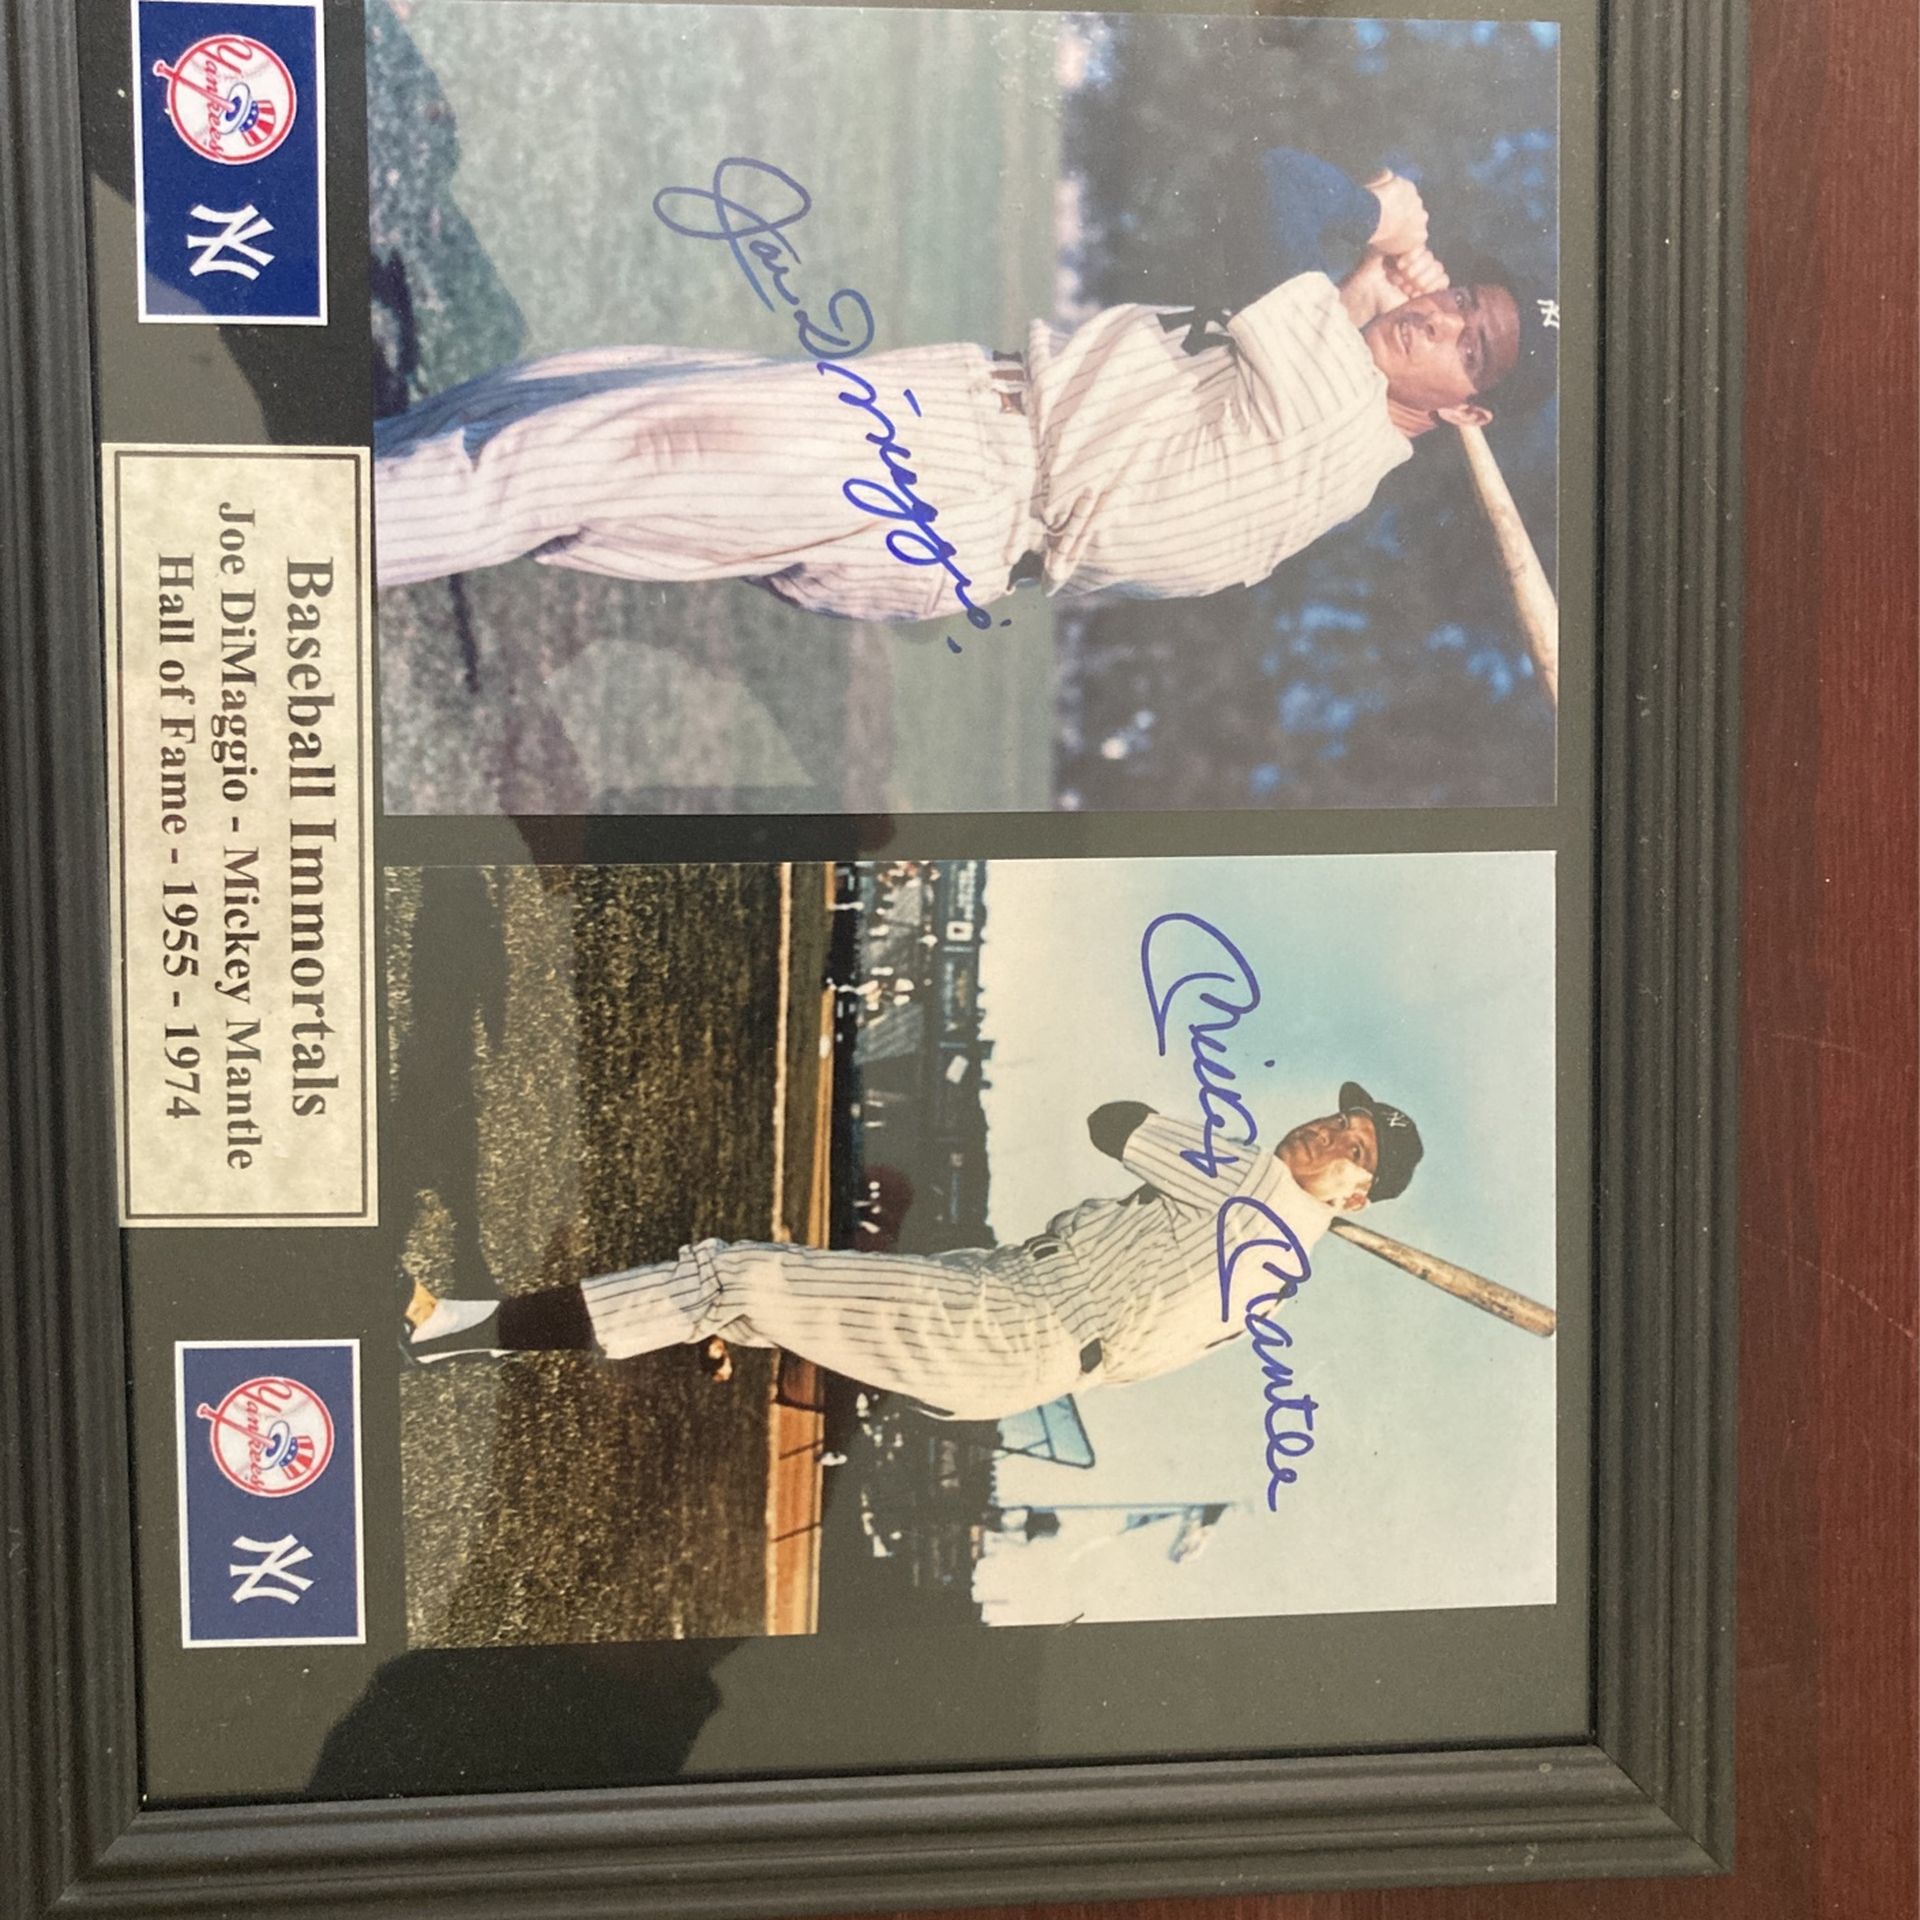 Joe DiMaggio
Mickey Mantle
Yankees
NY
Baseball Immortals
Joe DiMaggio - Mickey Mantle
Hall of Fame - 1955 - 1974
Yankees
NY